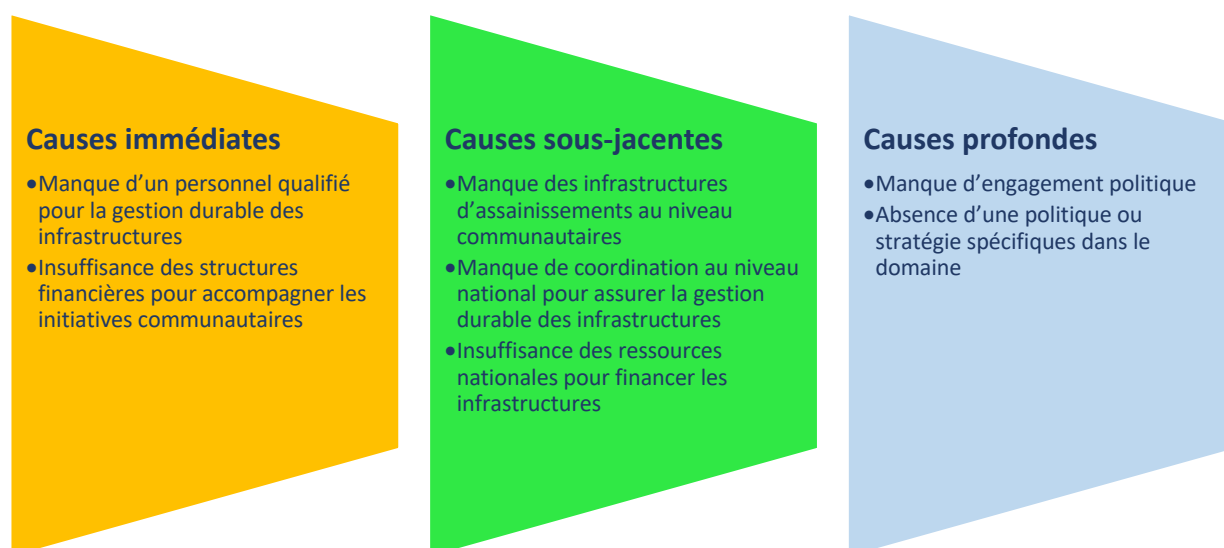 Causes immédiates
•Manque d’un personnel qualifié
pour la gestion durable des
infrastructures
•Insuffisance des structures
financières pour accompagner les
initiatives communautaires
Causes sous-jacentes
•Manque des infrastructures
d’assainissements au niveau
communautaires
•Manque de coordination au niveau
national pour assurer la gestion
durable des infrastructures
•Insuffisance des ressources
nationales pour financer les
infrastructures
Causes profondes
•Manque d’engagement politique
•Absence d’une politique ou
stratégie spécifiques dans le
domaine